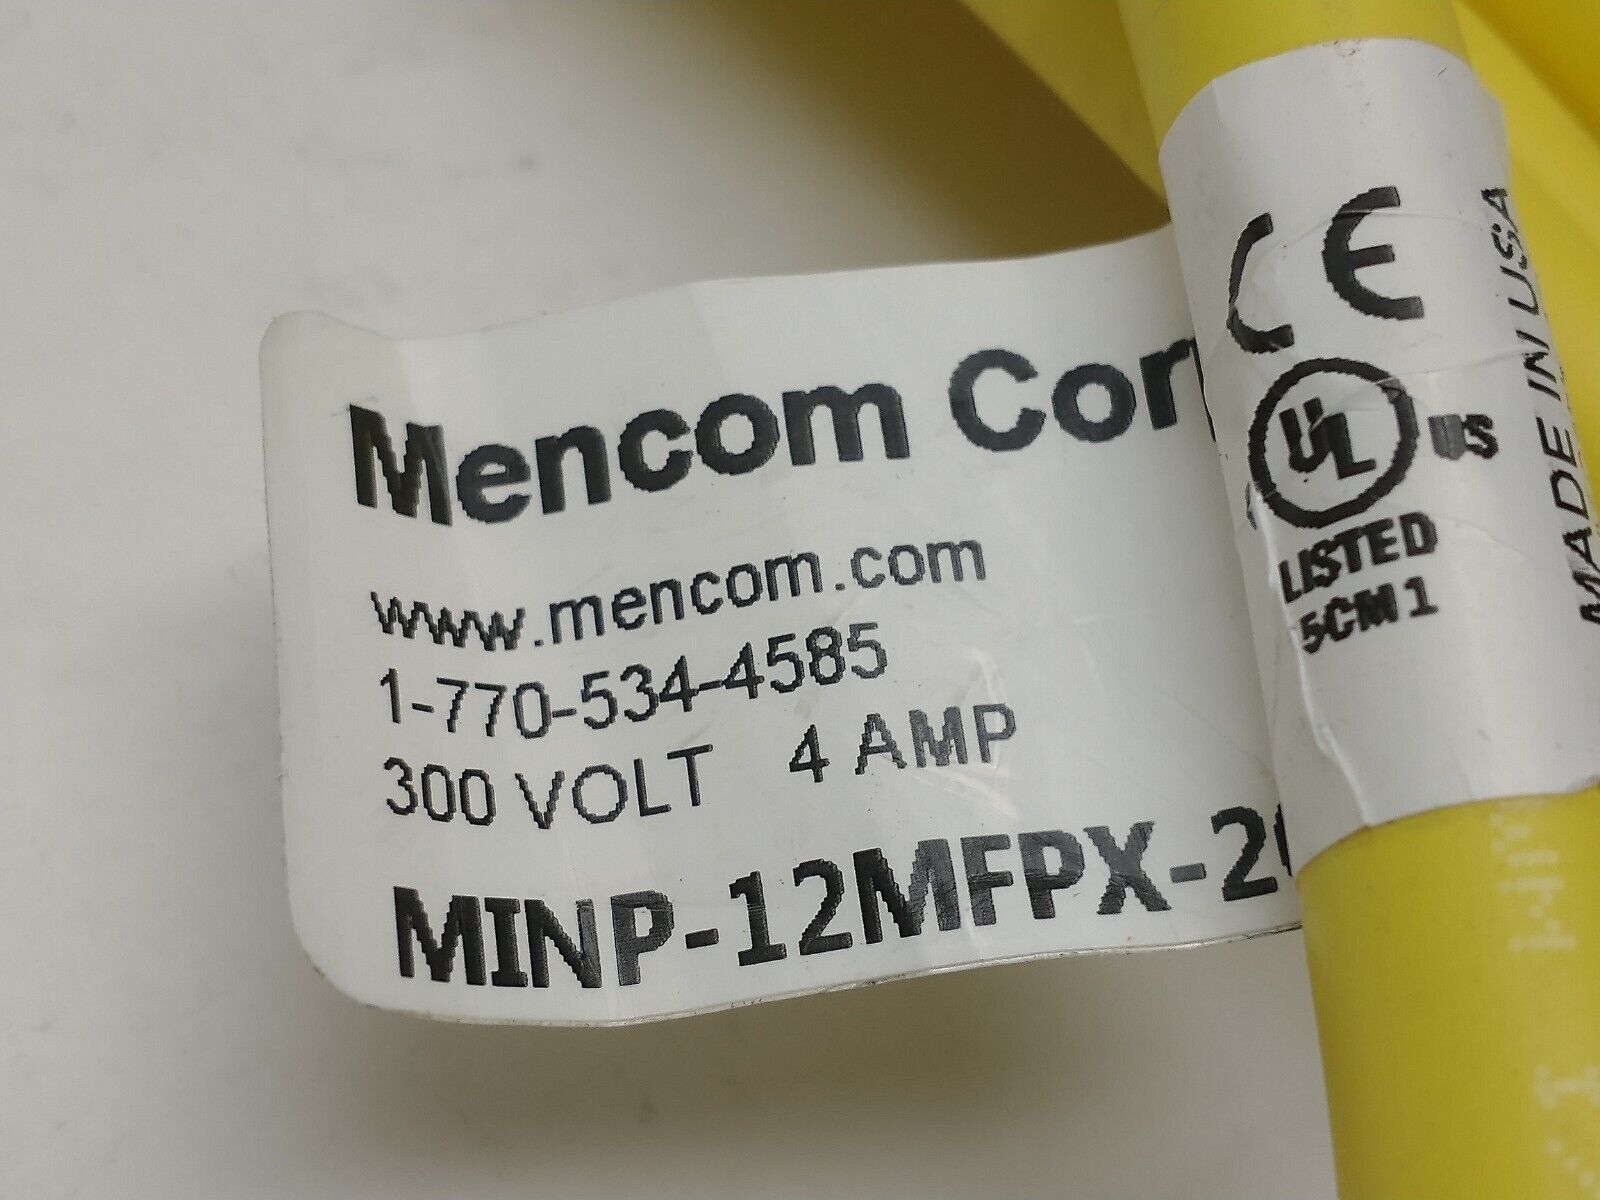 Mencom Cor
www.mencom.com
1-770-534-4585
300 VOLT 4 AMP
MINP-12MFPX-2
CE
UL US
LISTED
5CM1
MADE IN USA